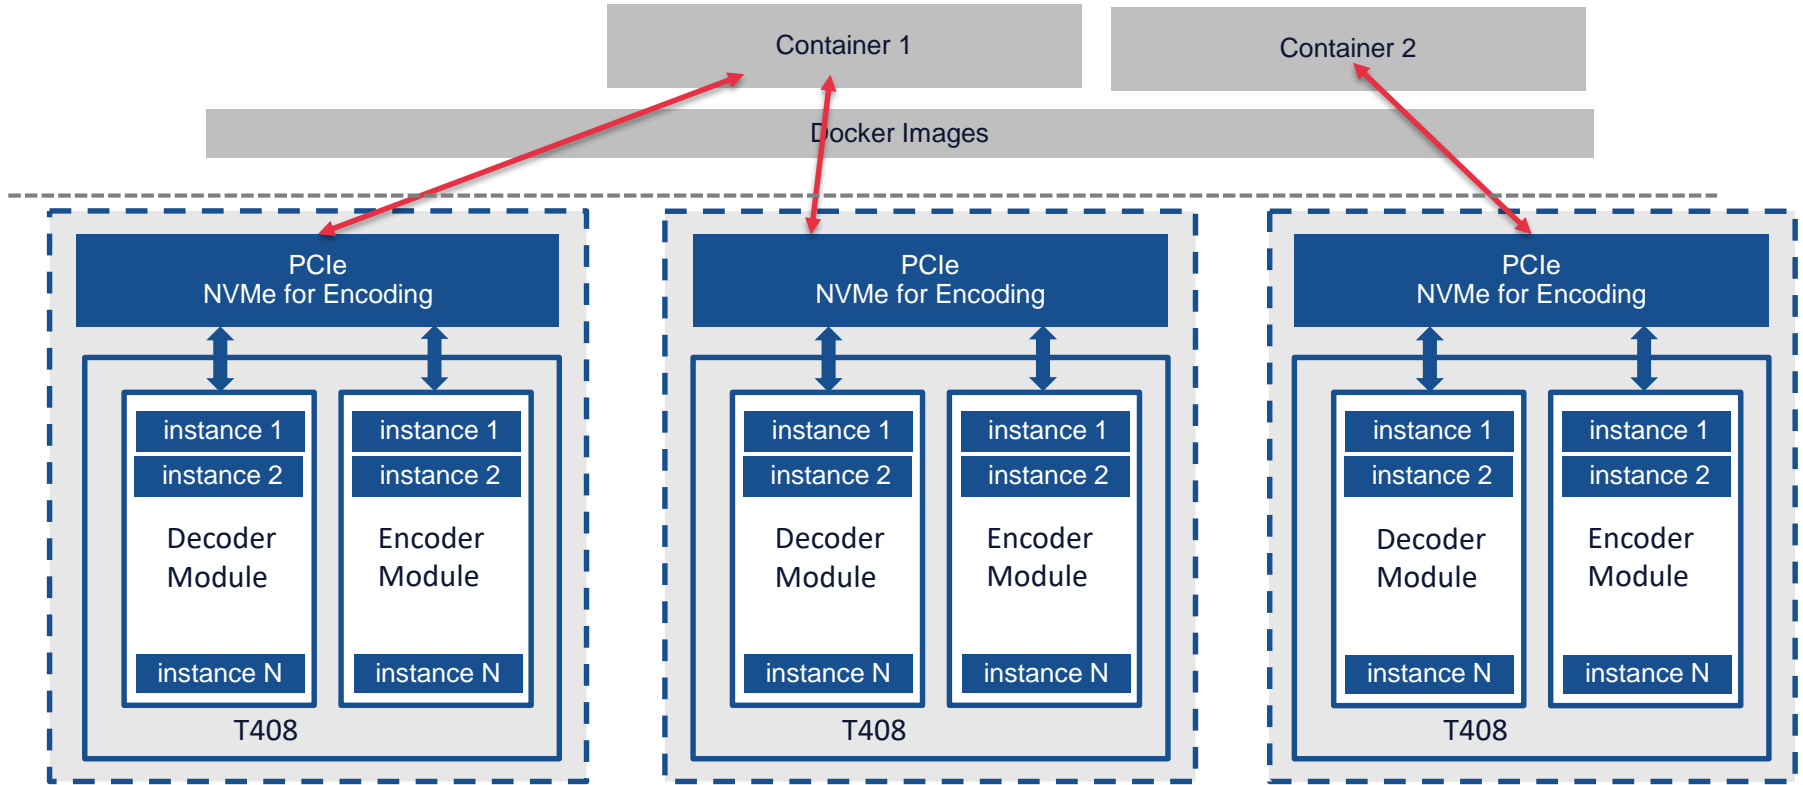 Container 1
Container 2
Docker Images
PCIe
NVMe for Encoding
instance 1
instance 2
Decoder
Module
instance N
instance 1
instance 2
Encoder
Module
instance N
T408
PCIe
NVMe for Encoding
instance 1
instance 2
Decoder
Module
instance N
instance 1
instance 2
Encoder
Module
instance N
T408
PCIe
NVMe for Encoding
instance 1
instance 2
Decoder
Module
instance N
instance 1
instance 2
Encoder
Module
instance N
T408